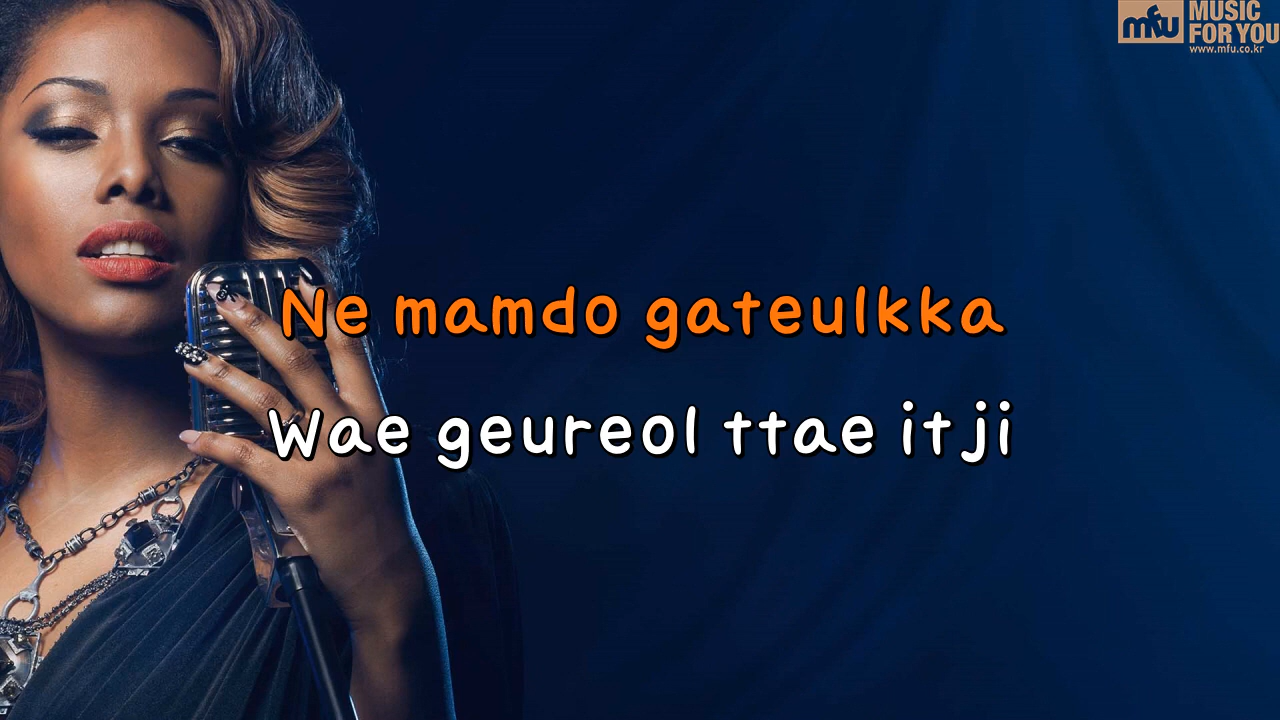 mfu MUSIC
FOR YOU
www.mfu.co.kr
Ne mamdo gateulkka
Wae geureol ttae itji